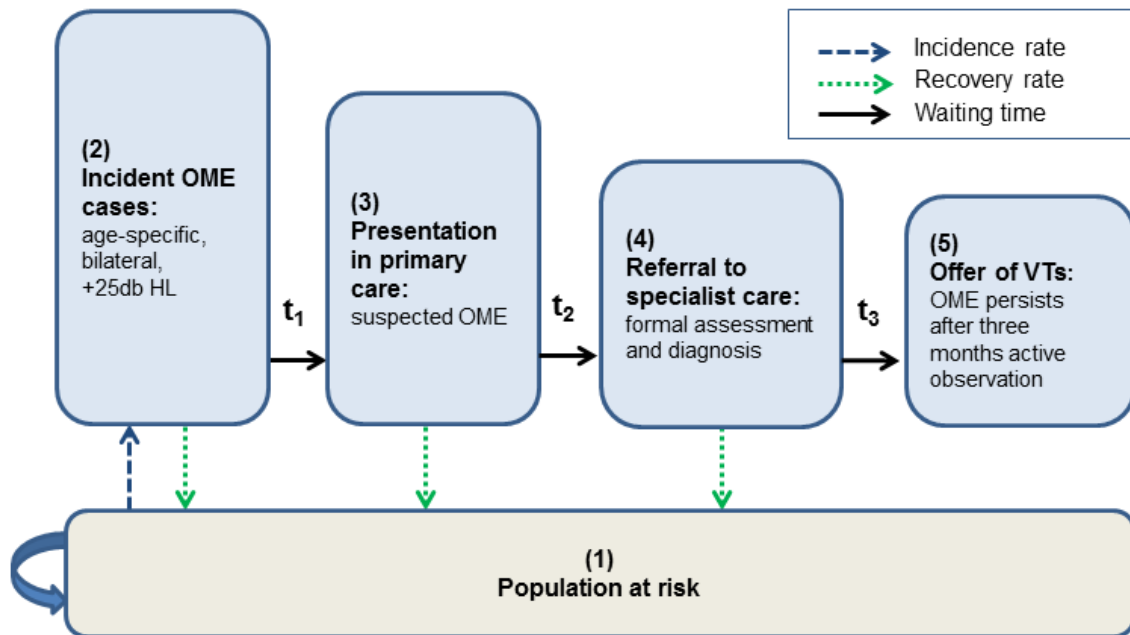 Incidence rate
Recovery rate
Waiting time
(2)
Incident OME
cases:
age-specific,
bilateral,
+25db HL
t1
(3)
Presentation
in primary
care:
suspected OME
t2
(4)
Referral to
specialist care:
formal assessment
and diagnosis
t3
(5)
Offer of VTs:
OME persists
after three
months active
observation
(1)
Population at risk